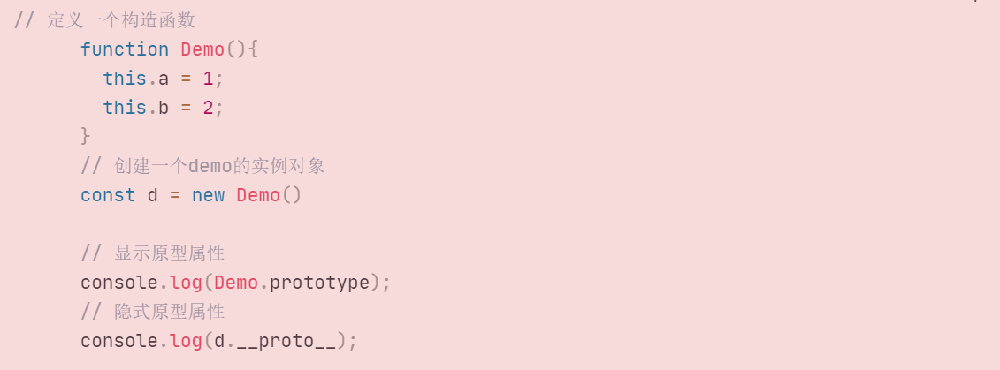 // 定义一个构造函数
function Demo(){
this.a = 1;
this.b = 2;
}
// 创建一个demo的实例对象
const d = new Demo()
// 显示原型属性
console.log(Demo.prototype);
// 隐式原型属性
console.log(d.__proto__);